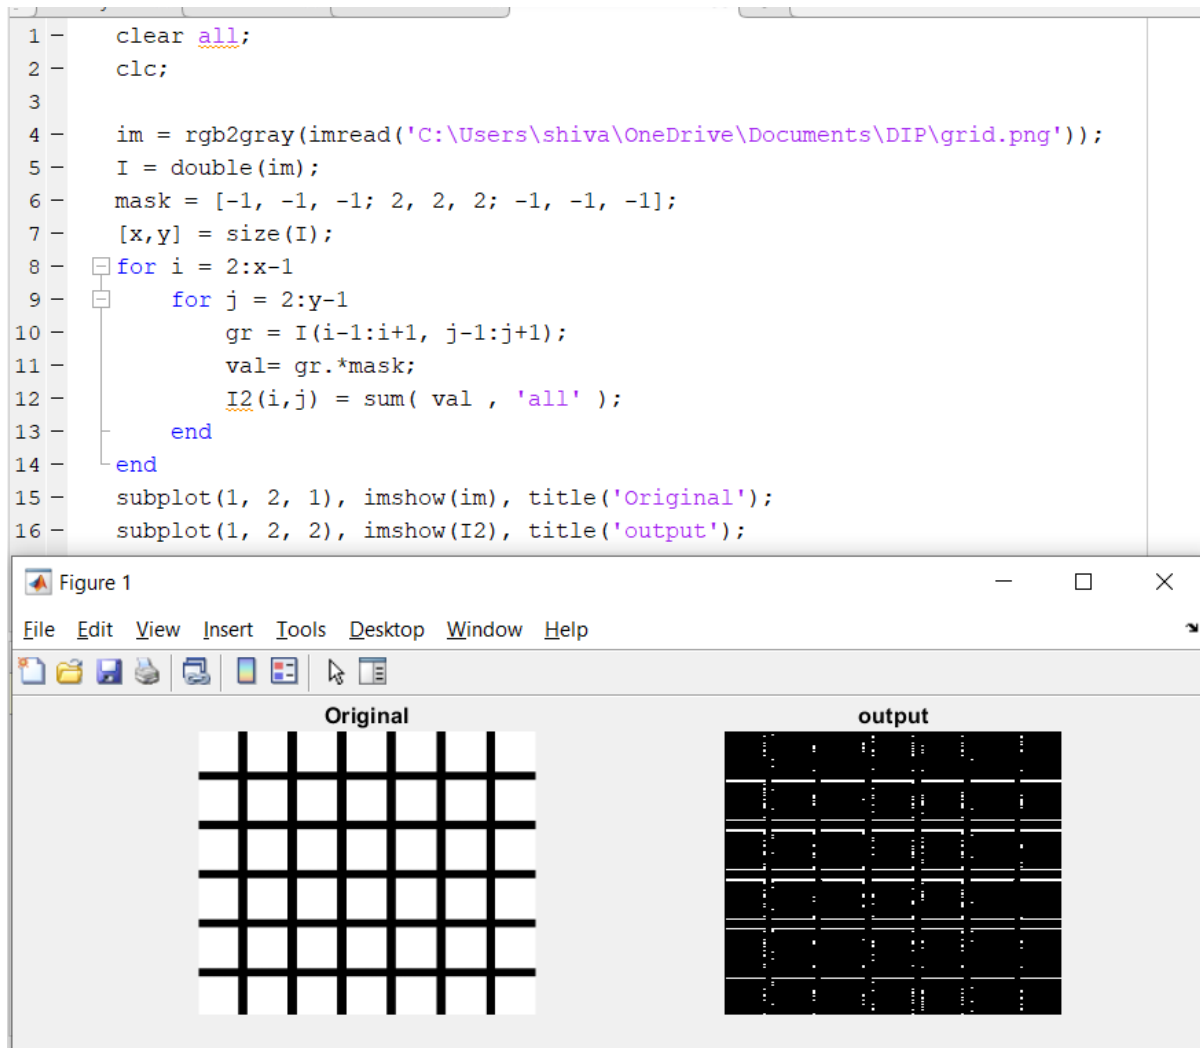 1 - clear all;
2 - clc;
3
4 - im = rgb2gray(imread('C:\Users\shiva\OneDrive\Documents\DIP\grid.png'));
5 - I = double(im);
6 - mask = [-1, -1, -1; 2, 2, 2; -1, -1, -1];
7 - [x,y] = size(I);
8 - for i = 2:x-1
9 - for j = 2:y-1
10 - gr = I(i-1:i+1, j-1:j+1);
11 - val= gr.*mask;
12 - I2(i,j) = sum( val , 'all' );
13 - end
14 - end
15 - subplot(1, 2, 1), imshow(im), title('Original');
16 - subplot(1, 2, 2), imshow(I2), title('output');
Figure 1
File Edit View Insert Tools Desktop Window Help
Original output